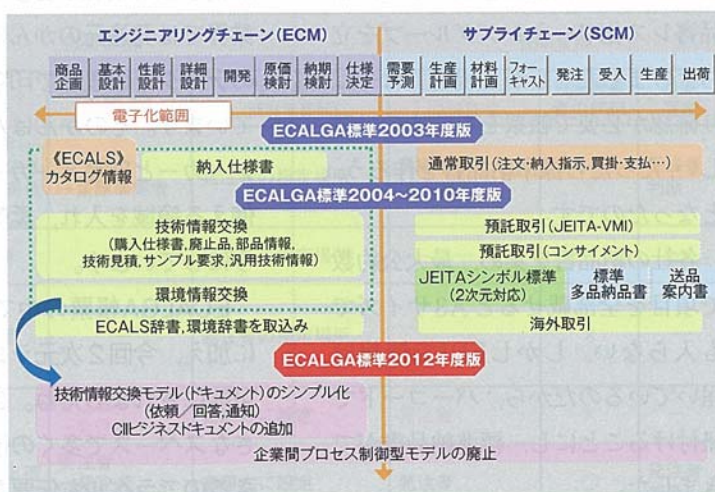 エンジニアリングチェーン（ECM）
サプライチェーン（SCM）
商品企画
基本設計
性能設計
詳細設計
開発
原価検討
納期検討
仕様決定
需要予測
生産計画
材料計画
フォーキャスト
発注
受入
生産
出荷
電子化範囲
ECALGA標準2003年度版
《ECALS》
カタログ情報
納入仕様書
通常取引（注文・納入指示，買掛・支払…）
ECALGA標準2004～2010年度版
技術情報交換
（購入仕様書，廃止品，部品情報，
技術見積，サンプル要求，汎用技術情報）
預託取引（JEITA-VMI）
預託取引（コンサイメント）
JEITAシンボル標準
（2次元対応）
標準
多品納品書
送品
案内書
環境情報交換
ECALS辞書，環境辞書を取込み
海外取引
ECALGA標準2012年度版
技術情報交換モデル（ドキュメント）のシンプル化
（依頼／回答，通知）
CIIビジネスドキュメントの追加
企業間プロセス制御型モデルの廃止